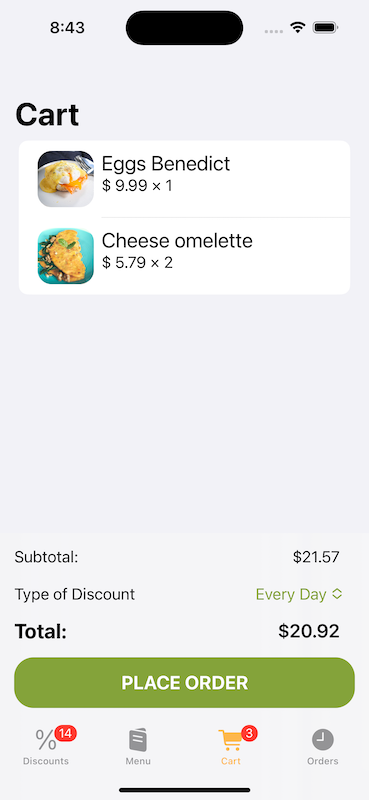 8:43
Cart
Eggs Benedict
$ 9.99 × 1
Cheese omelette
$ 5.79 × 2
Subtotal: $21.57
Type of Discount Every Day
Total: $20.92
PLACE ORDER
14 3
Discounts Menu Cart Orders